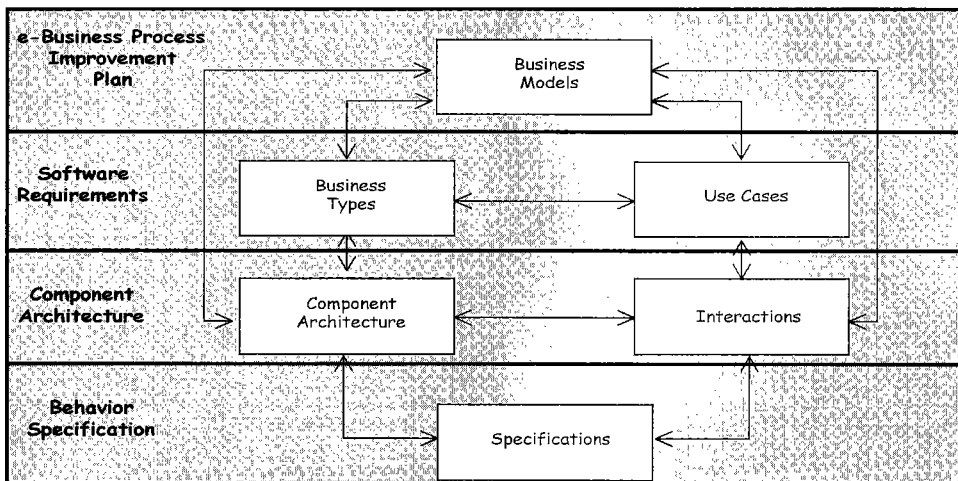 e-Business Process
Improvement
Plan
Business
Models
Software
Requirements
Business
Types
Use Cases
Component
Architecture
Component
Architecture
Interactions
Behavior
Specification
Specifications